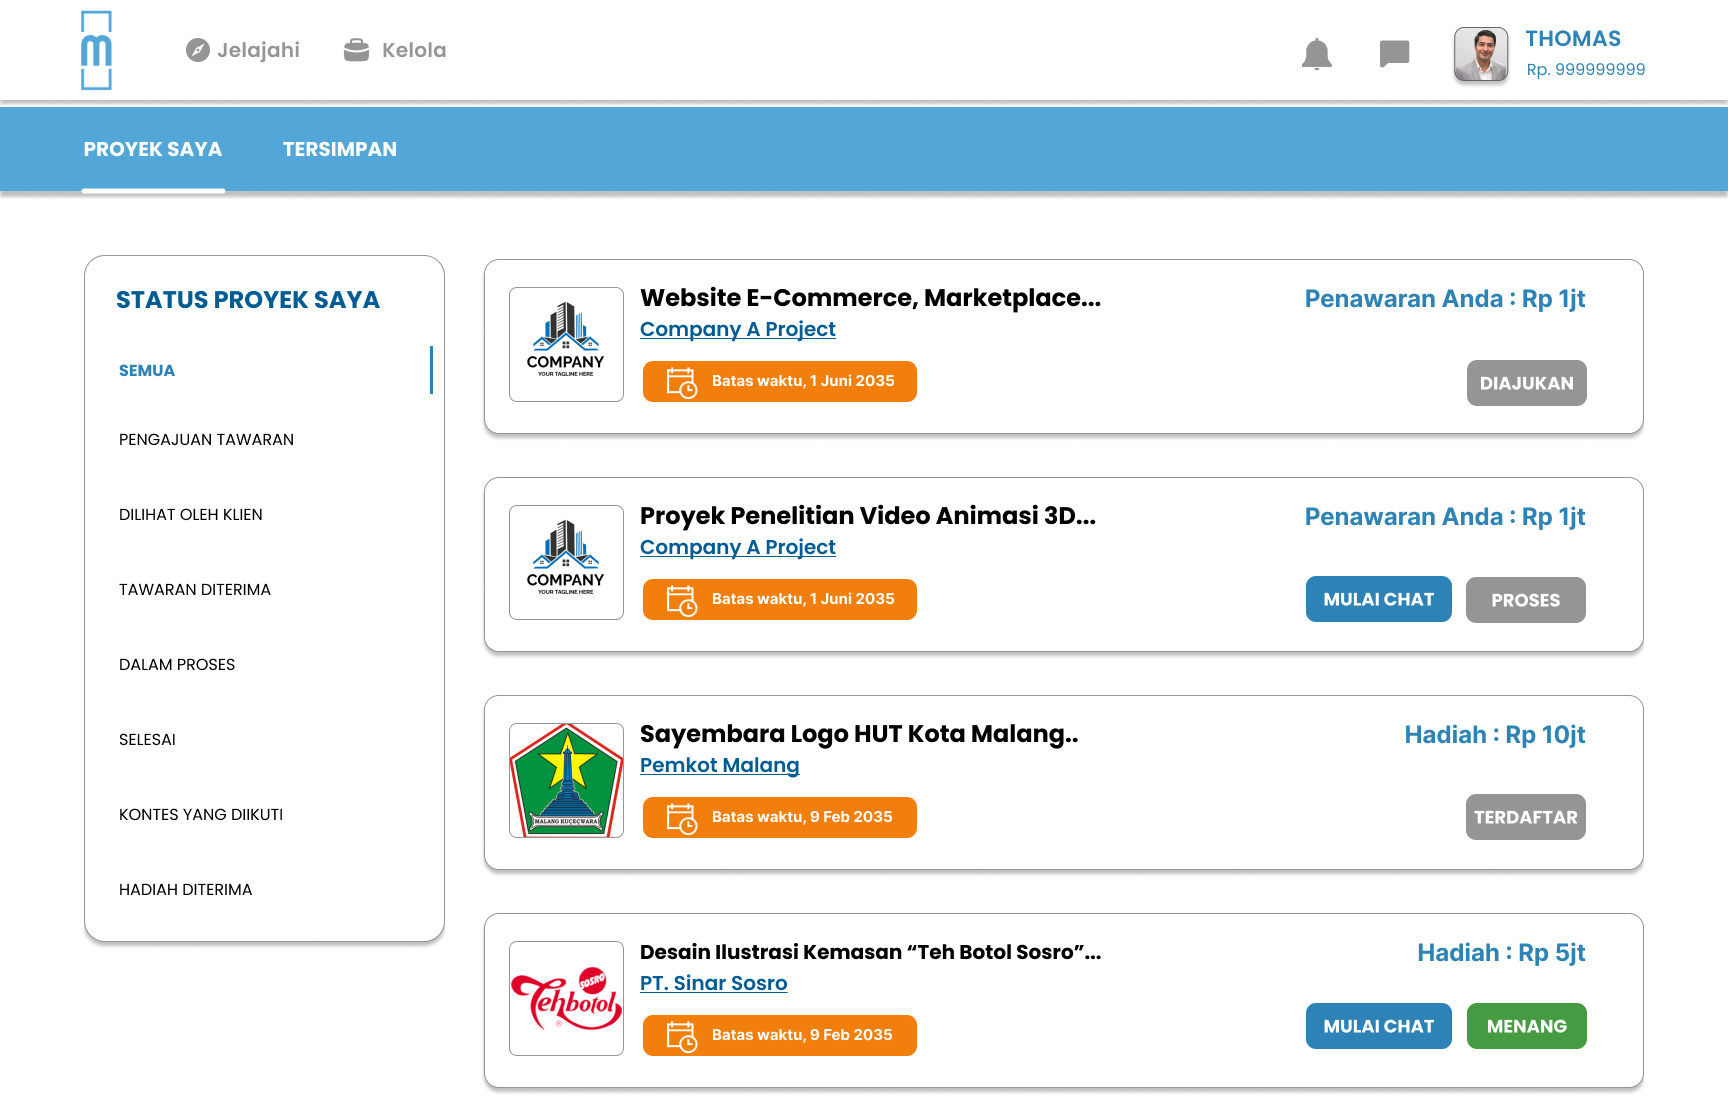 m
Jelajahi
Kelola
THOMAS
Rp. 999999999
PROYEK SAYA
TERSIMPAN
STATUS PROYEK SAYA
SEMUA
PENGAJUAN TAWARAN
DILIHAT OLEH KLIEN
TAWARAN DITERIMA
DALAM PROSES
SELESAI
KONTES YANG DIIKUTI
HADIAH DITERIMA
COMPANY
YOUR TAGLINE HERE
Website E-Commerce, Marketplace...
Company A Project
Batas waktu, 1 Juni 2035
Penawaran Anda : Rp 1jt
DIAJUKAN
COMPANY
YOUR TAGLINE HERE
Proyek Penelitian Video Animasi 3D...
Company A Project
Batas waktu, 1 Juni 2035
Penawaran Anda : Rp 1jt
MULAI CHAT
PROSES
MALANG KUÇEÇWARA
Sayembara Logo HUT Kota Malang..
Pemkot Malang
Batas waktu, 9 Feb 2035
Hadiah : Rp 10jt
TERDAFTAR
SOSRO
Tehbotol
®
Desain Ilustrasi Kemasan “Teh Botol Sosro”...
PT. Sinar Sosro
Batas waktu, 9 Feb 2035
Hadiah : Rp 5jt
MULAI CHAT
MENANG